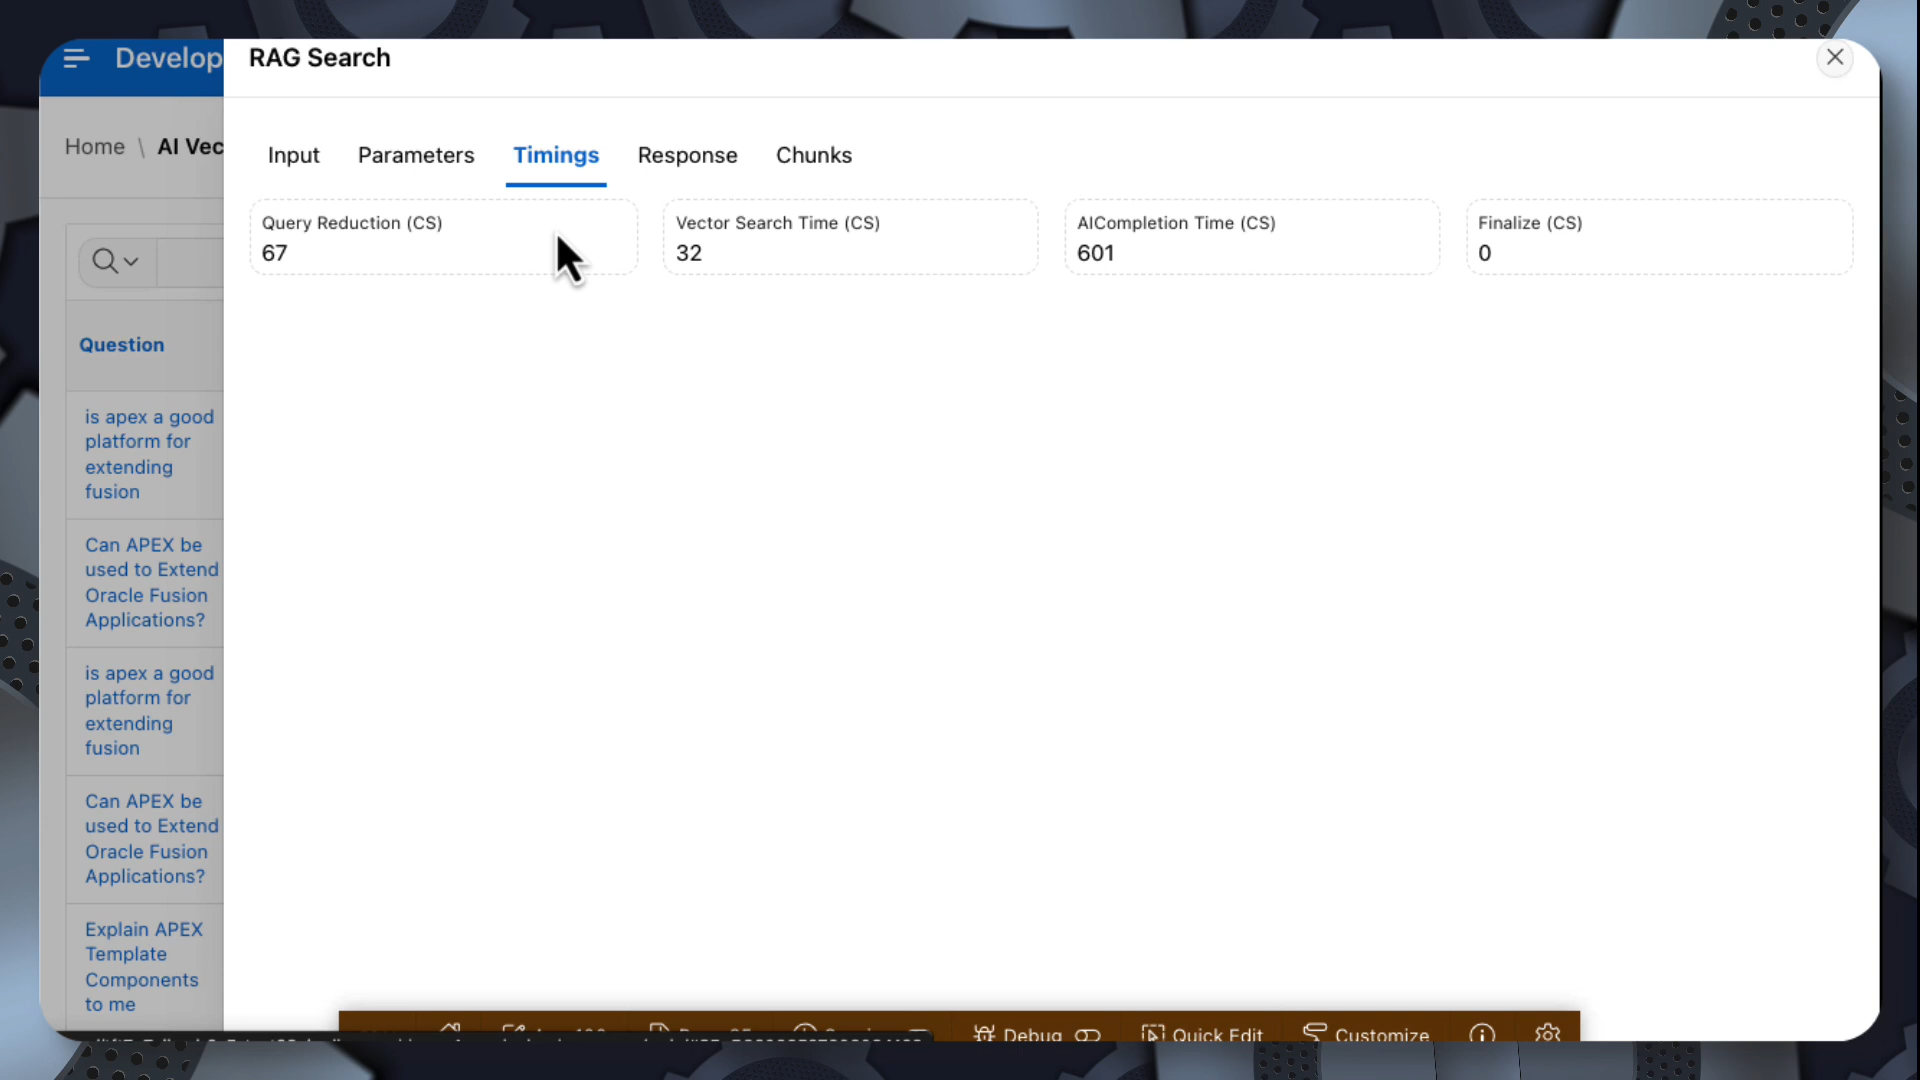 Develop
RAG Search
Home \ AI Vec
Input Parameters Timings Response Chunks
Query Reduction (CS)
67
Vector Search Time (CS)
32
AICompletion Time (CS)
601
Finalize (CS)
0
Question
is apex a good
platform for
extending
fusion
Can APEX be
used to Extend
Oracle Fusion
Applications?
is apex a good
platform for
extending
fusion
Can APEX be
used to Extend
Oracle Fusion
Applications?
Explain APEX
Template
Components
to me
Debug Quick Edit Customize